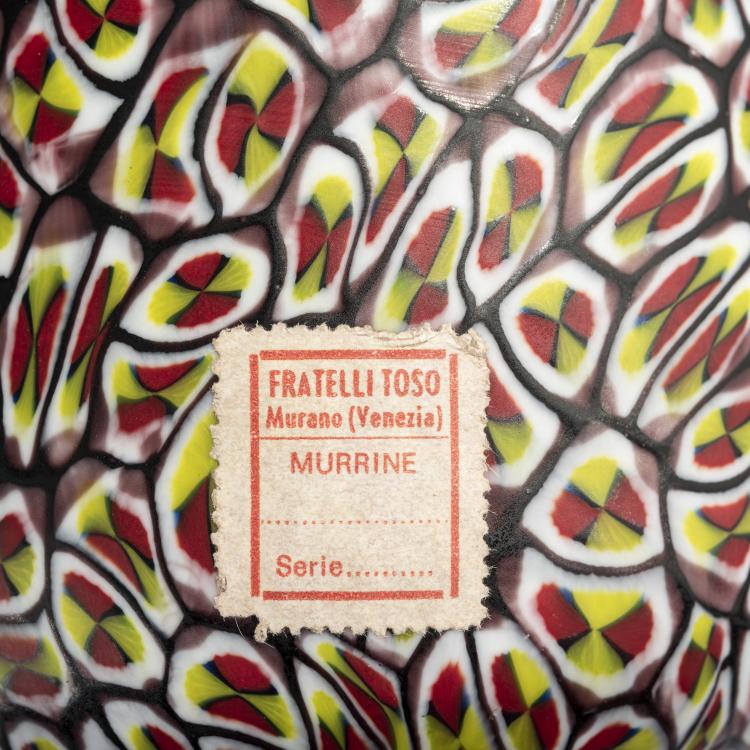 FRATELLI TOSO
Murano (Venezia)
MURRINE
Serie..........